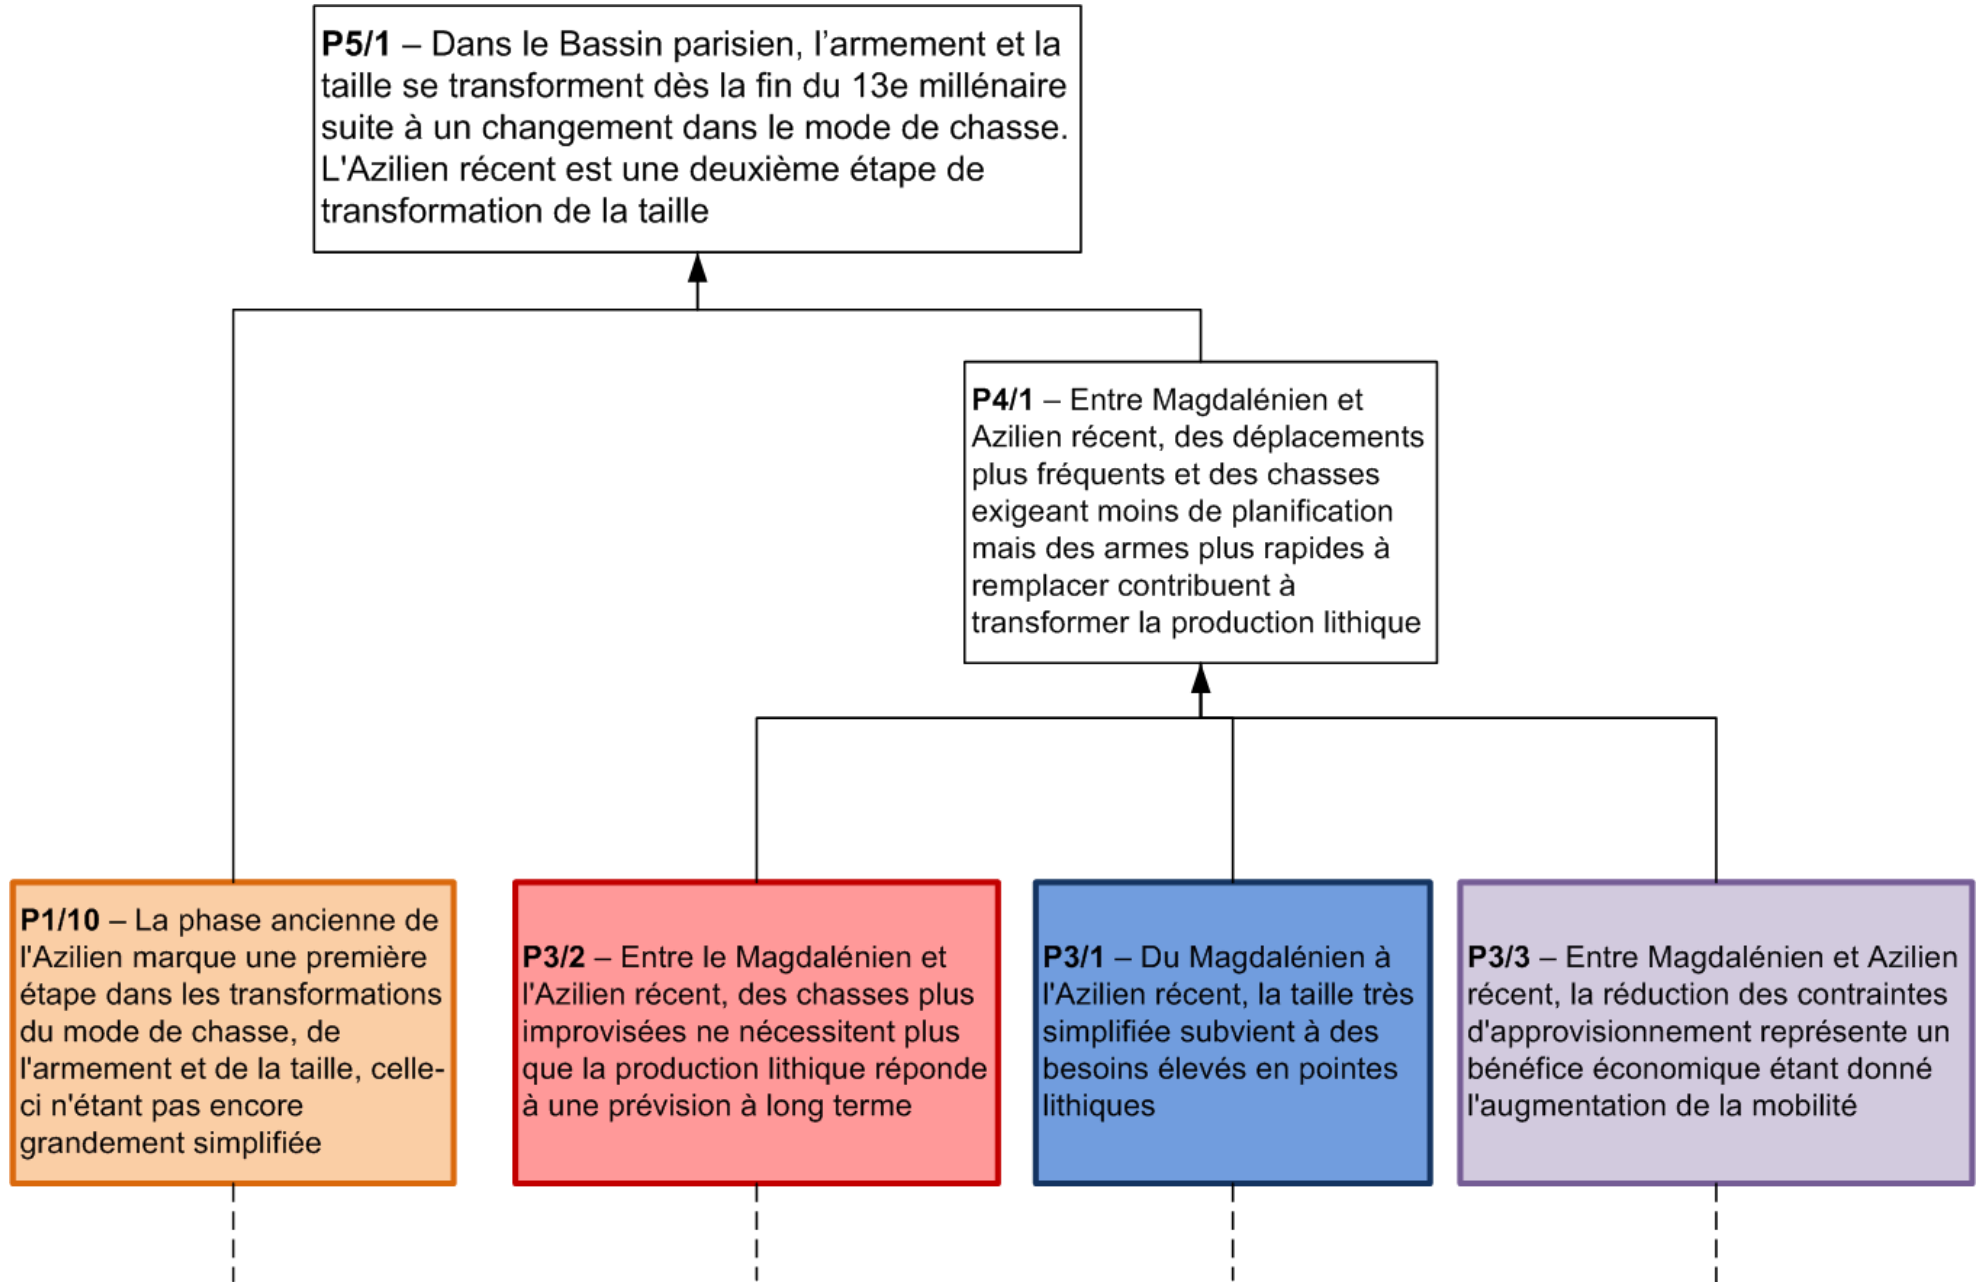 P5/1 – Dans le Bassin parisien, l’armement et la
taille se transforment dès la fin du 13e millénaire
suite à un changement dans le mode de chasse.
L'Azilien récent est une deuxième étape de
transformation de la taille
P4/1 – Entre Magdalénien et
Azilien récent, des déplacements
plus fréquents et des chasses
exigeant moins de planification
mais des armes plus rapides à
remplacer contribuent à
transformer la production lithique
P1/10 – La phase ancienne de
l'Azilien marque une première
étape dans les transformations
du mode de chasse, de
l'armement et de la taille, celle-
ci n'étant pas encore
grandement simplifiée
P3/2 – Entre le Magdalénien et
l'Azilien récent, des chasses plus
improvisées ne nécessitent plus
que la production lithique réponde
à une prévision à long terme
P3/1 – Du Magdalénien à
l'Azilien récent, la taille très
simplifiée subvient à des
besoins élevés en pointes
lithiques
P3/3 – Entre Magdalénien et Azilien
récent, la réduction des contraintes
d'approvisionnement représente un
bénéfice économique étant donné
l'augmentation de la mobilité